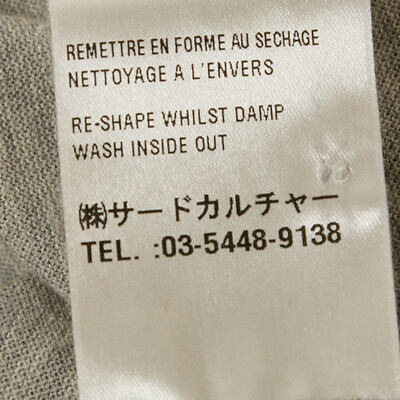 REMETTRE EN FORME AU SECHAGE
NETTOYAGE A L'ENVERS
RE-SHAPE WHILST DAMP
WASH INSIDE OUT
㈱サードカルチャー
TEL. :03-5448-9138